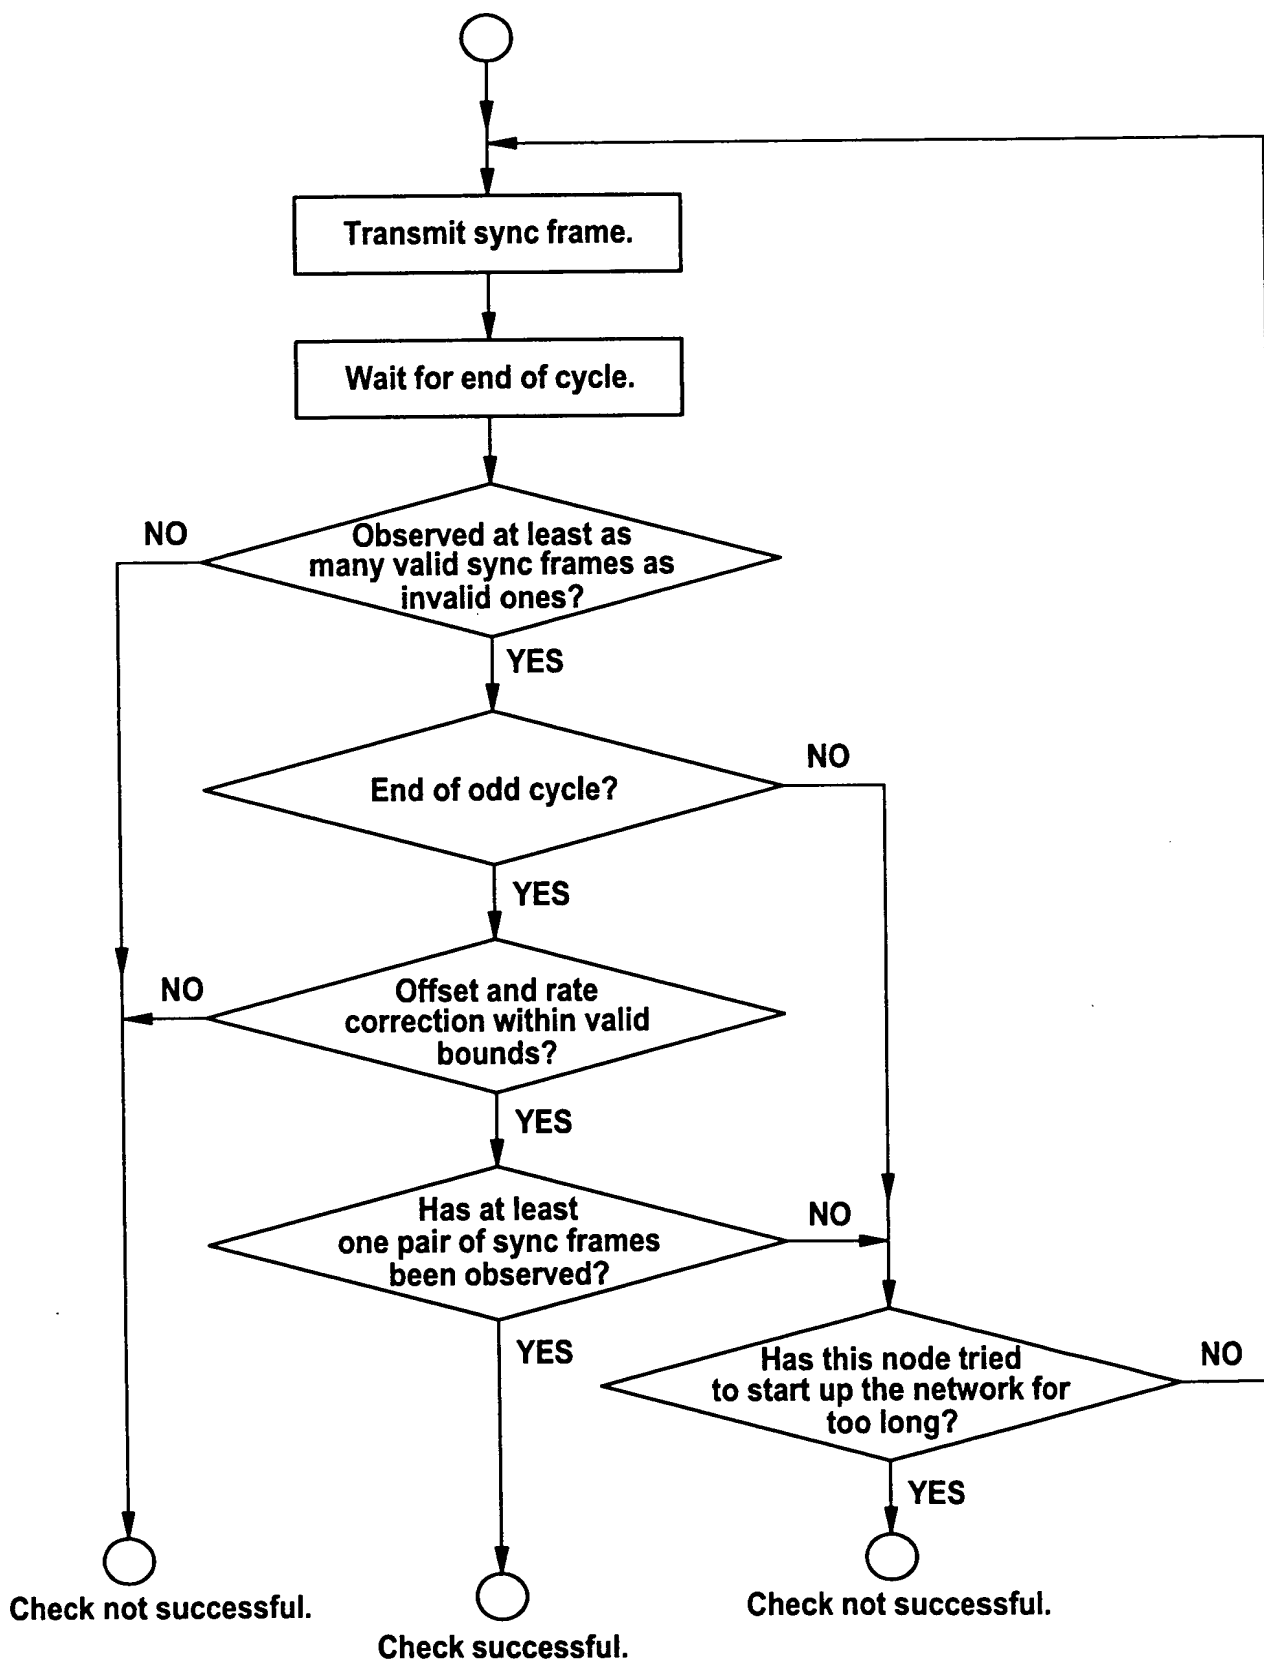 Transmit sync frame.
Wait for end of cycle.
NO
Observed at least as
many valid sync frames as
invalid ones?
YES
NO
End of odd cycle?
YES
NO
Offset and rate
correction within valid
bounds?
YES
Has at least
one pair of sync frames
been observed?
NO
YES
Has this node tried
to start up the network for
too long?
NO
YES
Check not successful.
Check successful.
Check not successful.